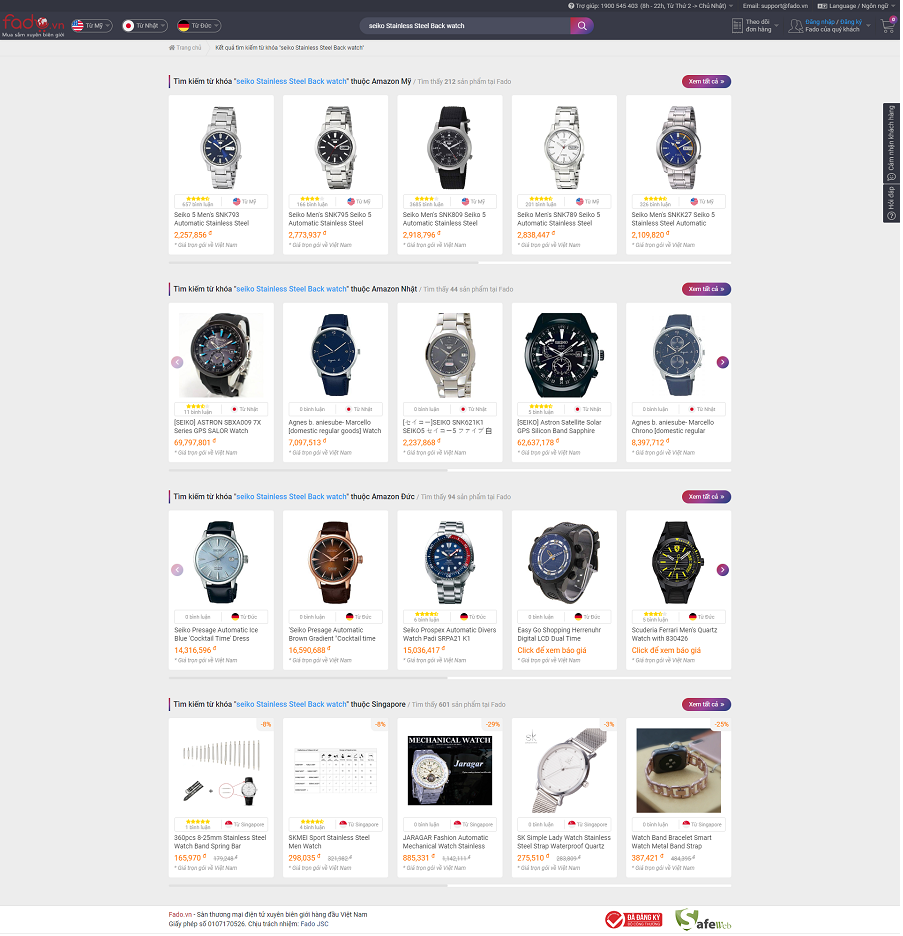 Trợ giúp: 1900 545 403 (8h - 22h, Từ Thứ 2 -> Chủ Nhật)
Email: support@fado.vn
Language / Ngôn ngữ
fado.vn
Mua sắm xuyên biên giới
Từ Mỹ
Từ Nhật
Từ Đức
seiko Stainless Steel Back watch
Theo dõi
đơn hàng
Đăng nhập / Đăng ký
Fado của quý khách
0
Trang chủ
Kết quả tìm kiếm từ khóa "seiko Stainless Steel Back watch"
Cảm nhận khách hàng
Hỏi đáp
Tìm kiếm từ khóa "seiko Stainless Steel Back watch" thuộc Amazon Mỹ / Tìm thấy 212 sản phẩm tại Fado
Xem tất cả »
657 bình luận
Từ Mỹ
Seiko 5 Men's SNK793
Automatic Stainless Steel
2,257,856 đ
* Giá trọn gói về Việt Nam
166 bình luận
Từ Mỹ
Seiko Men's SNK795 Seiko 5
Automatic Stainless Steel
2,773,937 đ
* Giá trọn gói về Việt Nam
2685 bình luận
Từ Mỹ
Seiko Men's SNK809 Seiko 5
Automatic Stainless Steel
2,918,796 đ
* Giá trọn gói về Việt Nam
201 bình luận
Từ Mỹ
Seiko Men's SNK789 Seiko 5
Automatic Stainless Steel
2,838,447 đ
* Giá trọn gói về Việt Nam
326 bình luận
Từ Mỹ
Seiko Men's SNKK27 Seiko 5
Stainless Steel Automatic
2,109,820 đ
* Giá trọn gói về Việt Nam
Tìm kiếm từ khóa "seiko Stainless Steel Back watch" thuộc Amazon Nhật / Tìm thấy 44 sản phẩm tại Fado
Xem tất cả »
11 bình luận
Từ Nhật
[SEIKO] ASTRON SBXA009 7X
Series GPS SALOR Watch
69,797,801 đ
* Giá trọn gói về Việt Nam
0 bình luận
Từ Nhật
Agnes b. aniesube- Marcello
[domestic regular goods] Watch
7,097,513 đ
* Giá trọn gói về Việt Nam
0 bình luận
Từ Nhật
[セイコー]SEIKO SNK621K1
SEIKO5 セイコー5 ファイブ 自
2,237,868 đ
* Giá trọn gói về Việt Nam
5 bình luận
Từ Nhật
[SEIKO] Astron Satellite Solar
GPS Silicon Band Sapphire
62,637,178 đ
* Giá trọn gói về Việt Nam
0 bình luận
Từ Nhật
Agnes b. aniesube- Marcello
Chrono [domestic regular
8,397,712 đ
* Giá trọn gói về Việt Nam
Tìm kiếm từ khóa "seiko Stainless Steel Back watch" thuộc Amazon Đức / Tìm thấy 94 sản phẩm tại Fado
Xem tất cả »
0 bình luận
Từ Đức
Seiko Presage Automatic Ice
Blue 'Cocktail Time' Dress
14,316,596 đ
* Giá trọn gói về Việt Nam
0 bình luận
Từ Đức
'Seiko Presage Automatic
Brown Gradient "Cocktail time
16,590,688 đ
* Giá trọn gói về Việt Nam
6 bình luận
Từ Đức
Seiko Prospex Automatic Divers
Watch Padi SRPA21 K1
15,036,417 đ
* Giá trọn gói về Việt Nam
0 bình luận
Từ Đức
Easy Go Shopping Herrenuhr
Digital LCD Dual Time
Click để xem báo giá
* Giá trọn gói về Việt Nam
5 bình luận
Từ Đức
Scuderia Ferrari Men's Quartz
Watch with 830426
Click để xem báo giá
* Giá trọn gói về Việt Nam
Tìm kiếm từ khóa "seiko Stainless Steel Back watch" thuộc Singapore / Tìm thấy 601 sản phẩm tại Fado
Xem tất cả »
-8%
1 bình luận
Từ Singapore
360pcs 8-25mm Stainless Steel
Watch Band Spring Bar
165,970 đ 179,248 đ
* Giá trọn gói về Việt Nam
-8%
4 bình luận
Từ Singapore
SKMEI Sport Stainless Steel
Men Watch
298,035 đ 321,982 đ
* Giá trọn gói về Việt Nam
-29%
MECHANICAL WATCH
Jaragar
0 bình luận
Từ Singapore
JARAGAR Fashion Automatic
Mechanical Watch Stainless
885,331 đ 1,142,111 đ
* Giá trọn gói về Việt Nam
-3%
sk
0 bình luận
Từ Singapore
SK Simple Lady Watch Stainless
Steel Strap Waterproof Quartz
275,510 đ 283,809 đ
* Giá trọn gói về Việt Nam
-25%
0 bình luận
Từ Singapore
Watch Band Bracelet Smart
Watch Metal Band Strap
387,421 đ 484,395 đ
* Giá trọn gói về Việt Nam
Fado.vn - Sàn thương mại điện tử xuyên biên giới hàng đầu Việt Nam
Giấy phép số 0107170526. Chịu trách nhiệm: Fado JSC
ĐÃ ĐĂNG KÝ
BỘ CÔNG THƯƠNG
SafeWeb